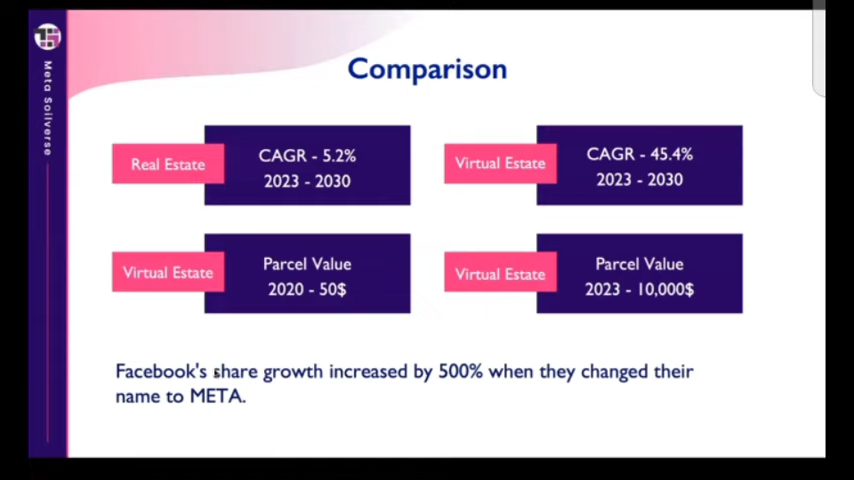 Meta Soilverse
Comparison
Real Estate
CAGR - 5.2%
2023 - 2030
Virtual Estate
CAGR - 45.4%
2023 - 2030
Virtual Estate
Parcel Value
2020 - 50$
Virtual Estate
Parcel Value
2023 - 10,000$
Facebook's share growth increased by 500% when they changed their
name to META.